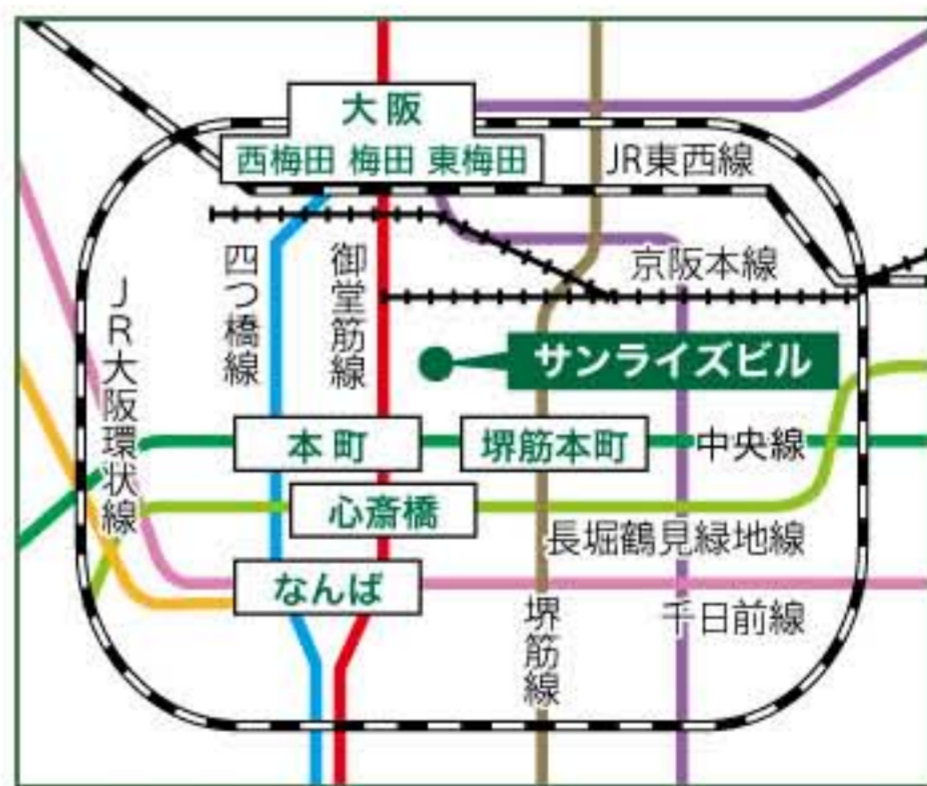 大阪
西梅田 梅田 東梅田
JR東西線
四つ橋線
御堂筋線
京阪本線
JR大阪環状線
サンライズビル
本町
堺筋本町
中央線
心斎橋
長堀鶴見緑地線
なんば
堺筋線
千日前線